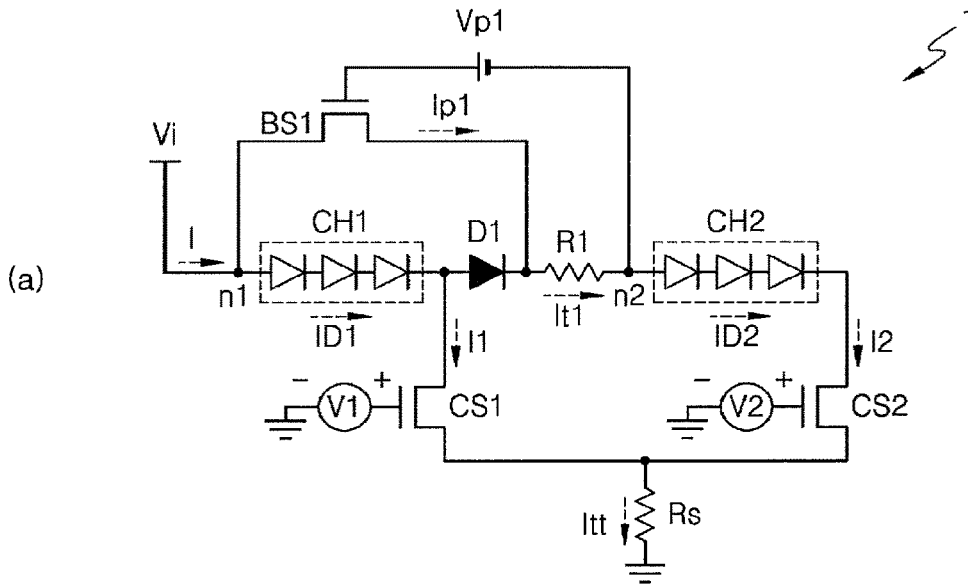 Vp1
BS1
Ip1
Vi
I
CH1
D1
R1
CH2
(a)
n1
ID1
It1
n2
ID2
I1
I2
− V1 +
CS1
− V2 +
CS2
Itt
Rs